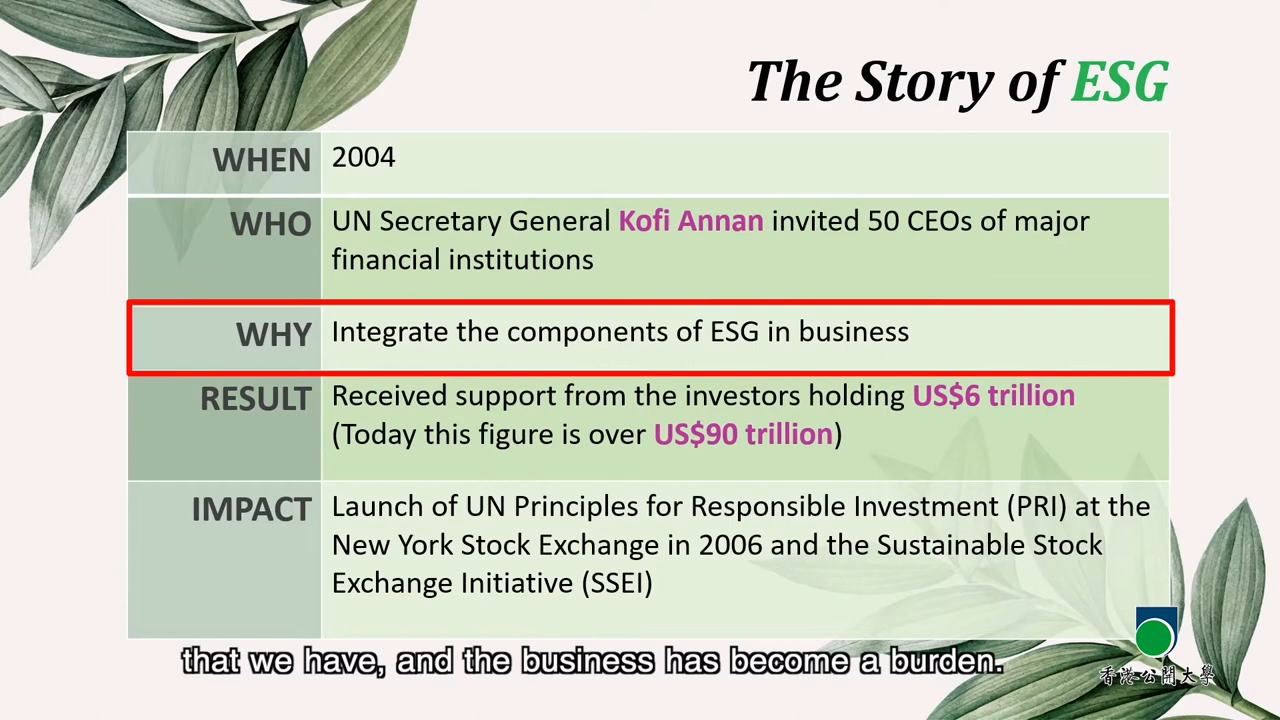 The Story of ESG
WHEN
2004
WHO
UN Secretary General Kofi Annan invited 50 CEOs of major
financial institutions
WHY
Integrate the components of ESG in business
RESULT
Received support from the investors holding US$6 trillion
(Today this figure is over US$90 trillion)
IMPACT
Launch of UN Principles for Responsible Investment (PRI) at the
New York Stock Exchange in 2006 and the Sustainable Stock
Exchange Initiative (SSEI)
that we have, and the business has become a burden.
香港公開大學